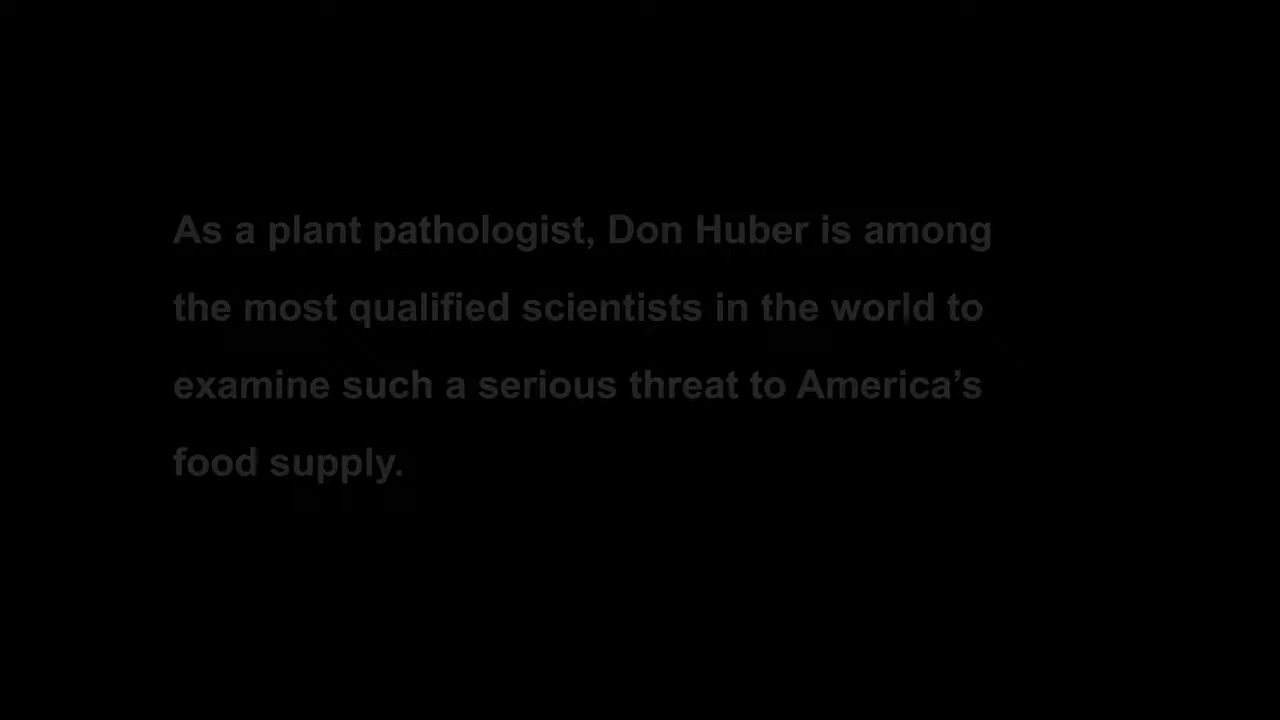 As a plant pathologist, Don Huber is among
the most qualified scientists in the world to
examine such a serious threat to America’s
food supply.